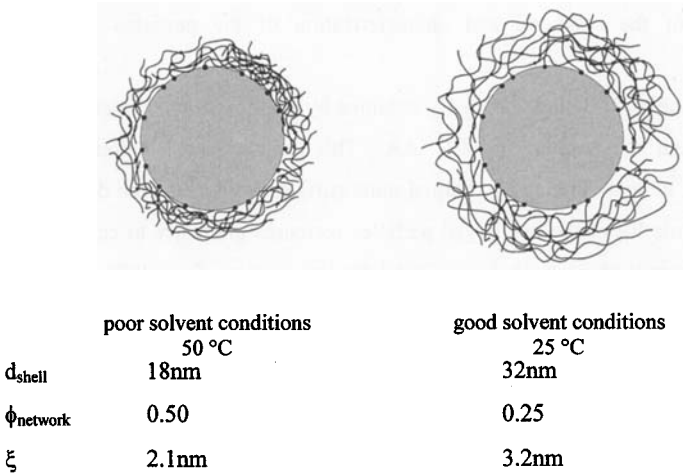 poor solvent conditions good solvent conditions
50 °C 25 °C
d_shell 18nm 32nm
ϕ_network 0.50 0.25
ξ 2.1nm 3.2nm